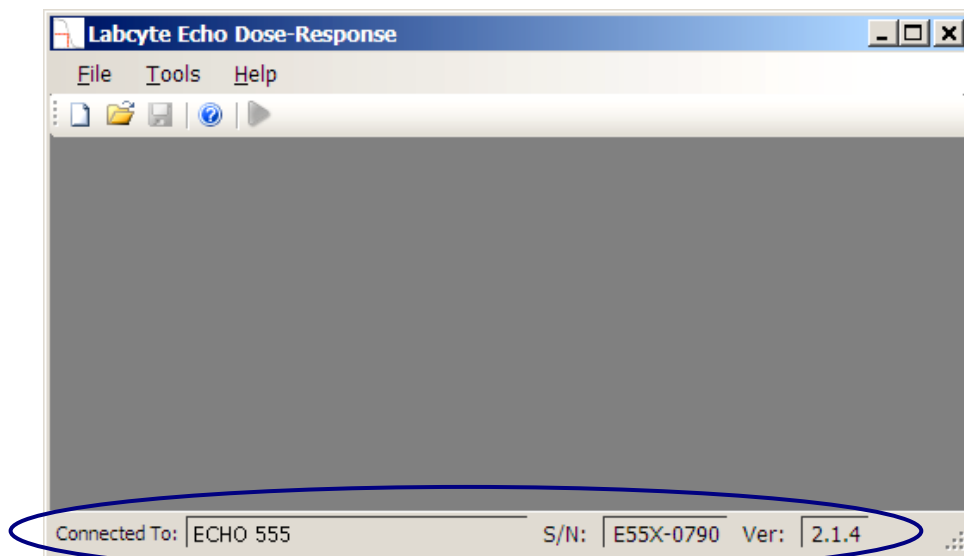 Labcyte Echo Dose-Response
File Tools Help
Connected To: ECHO 555 S/N: E55X-0790 Ver: 2.1.4